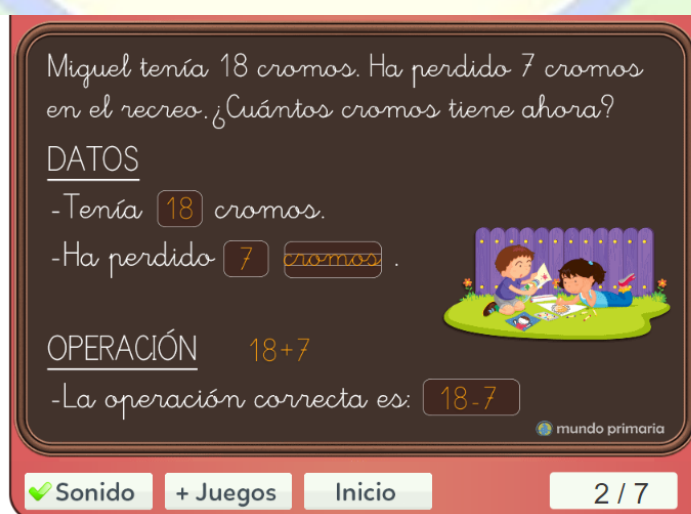 Miguel tenía 18 cromos. Ha perdido 7 cromos
en el recreo. ¿Cuántos cromos tiene ahora?
DATOS
-Tenía 18 cromos.
-Ha perdido 7 cromos .
OPERACIÓN 18+7
-La operación correcta es: 18-7
mundo primaria
Sonido + Juegos Inicio 2 / 7